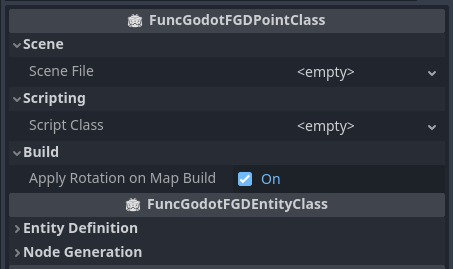 FuncGodotFGDPointClass
Scene
Scene File <empty>
Scripting
Script Class <empty>
Build
Apply Rotation on Map Build On
FuncGodotFGDEntityClass
Entity Definition
Node Generation